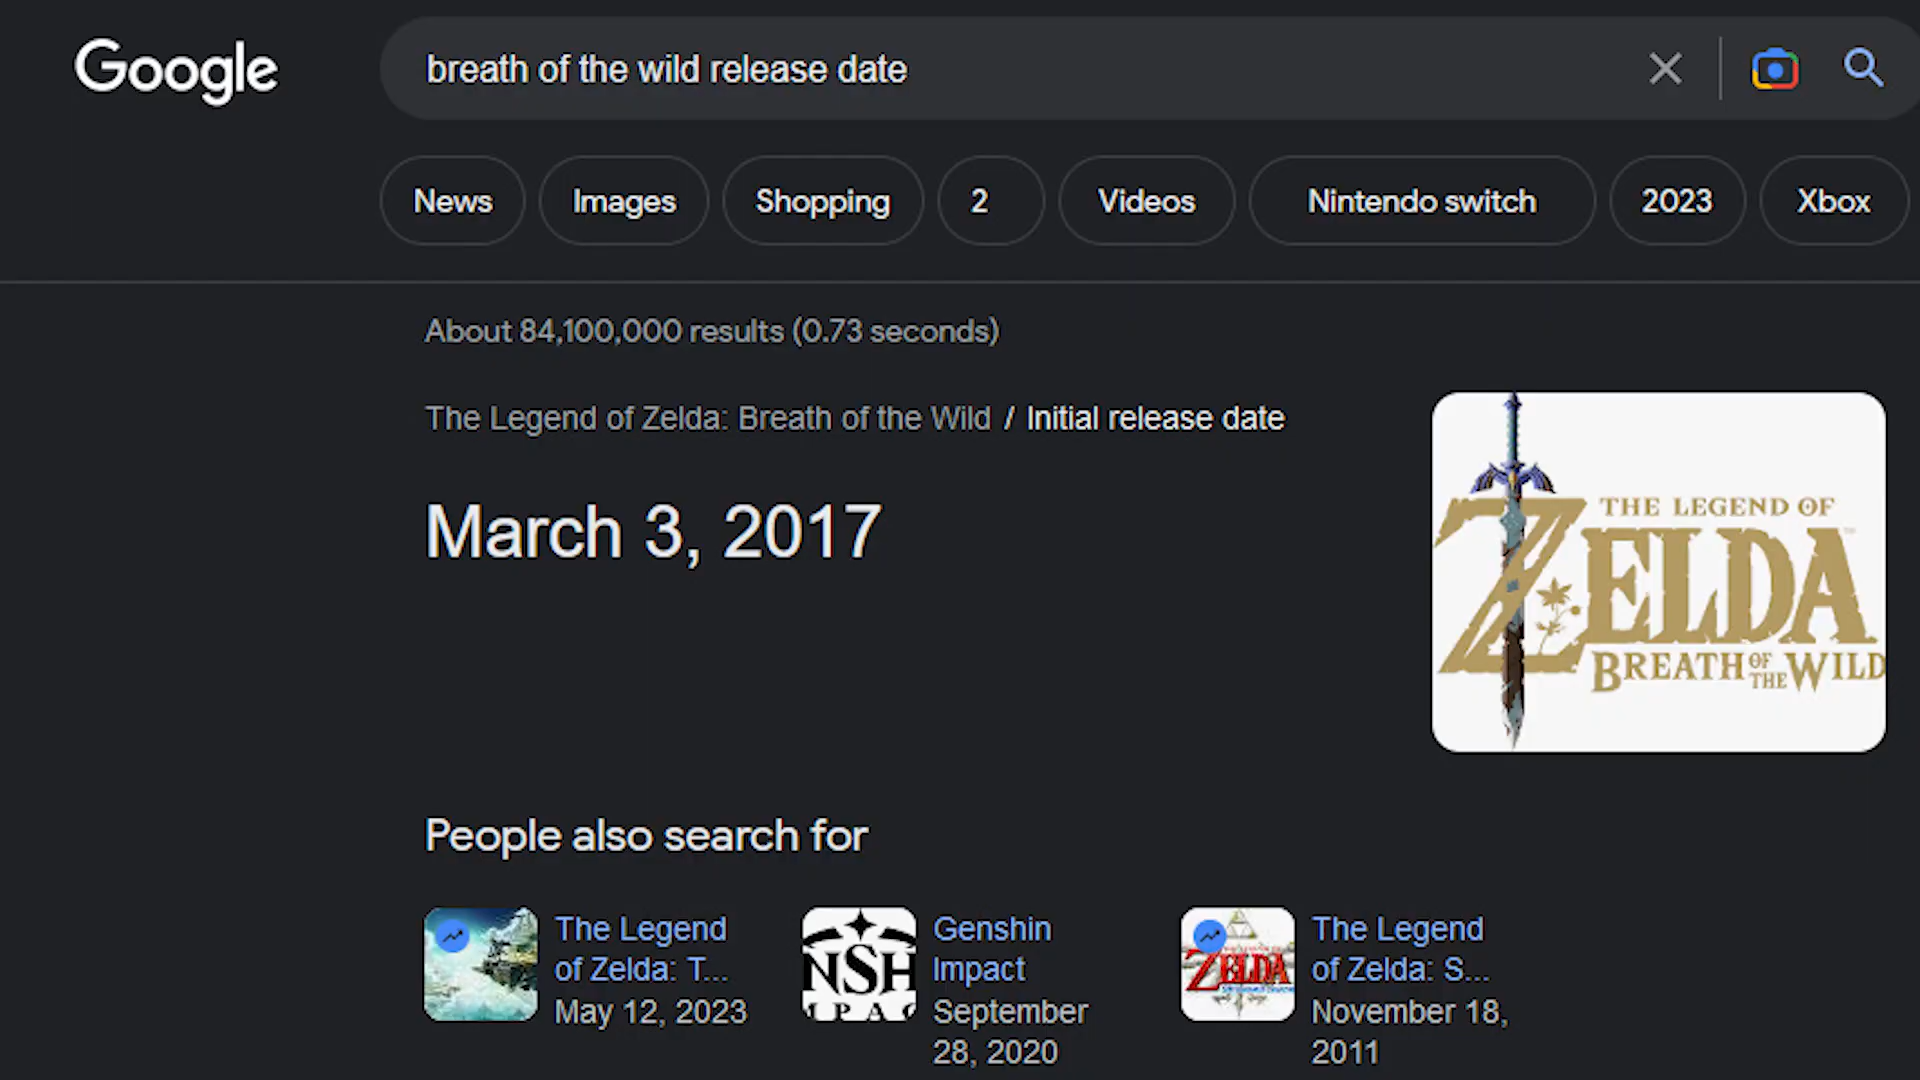 Google
breath of the wild release date
News
Images
Shopping
2
Videos
Nintendo switch
2023
Xbox
About 84,100,000 results (0.73 seconds)
The Legend of Zelda: Breath of the Wild / Initial release date
March 3, 2017
THE LEGEND OF
ZELDA
BREATH OF THE WILD
People also search for
The Legend
of Zelda: T...
May 12, 2023
NSH
MPAC
Genshin
Impact
September
28, 2020
ZELDA
The Legend
of Zelda: S...
November 18,
2011